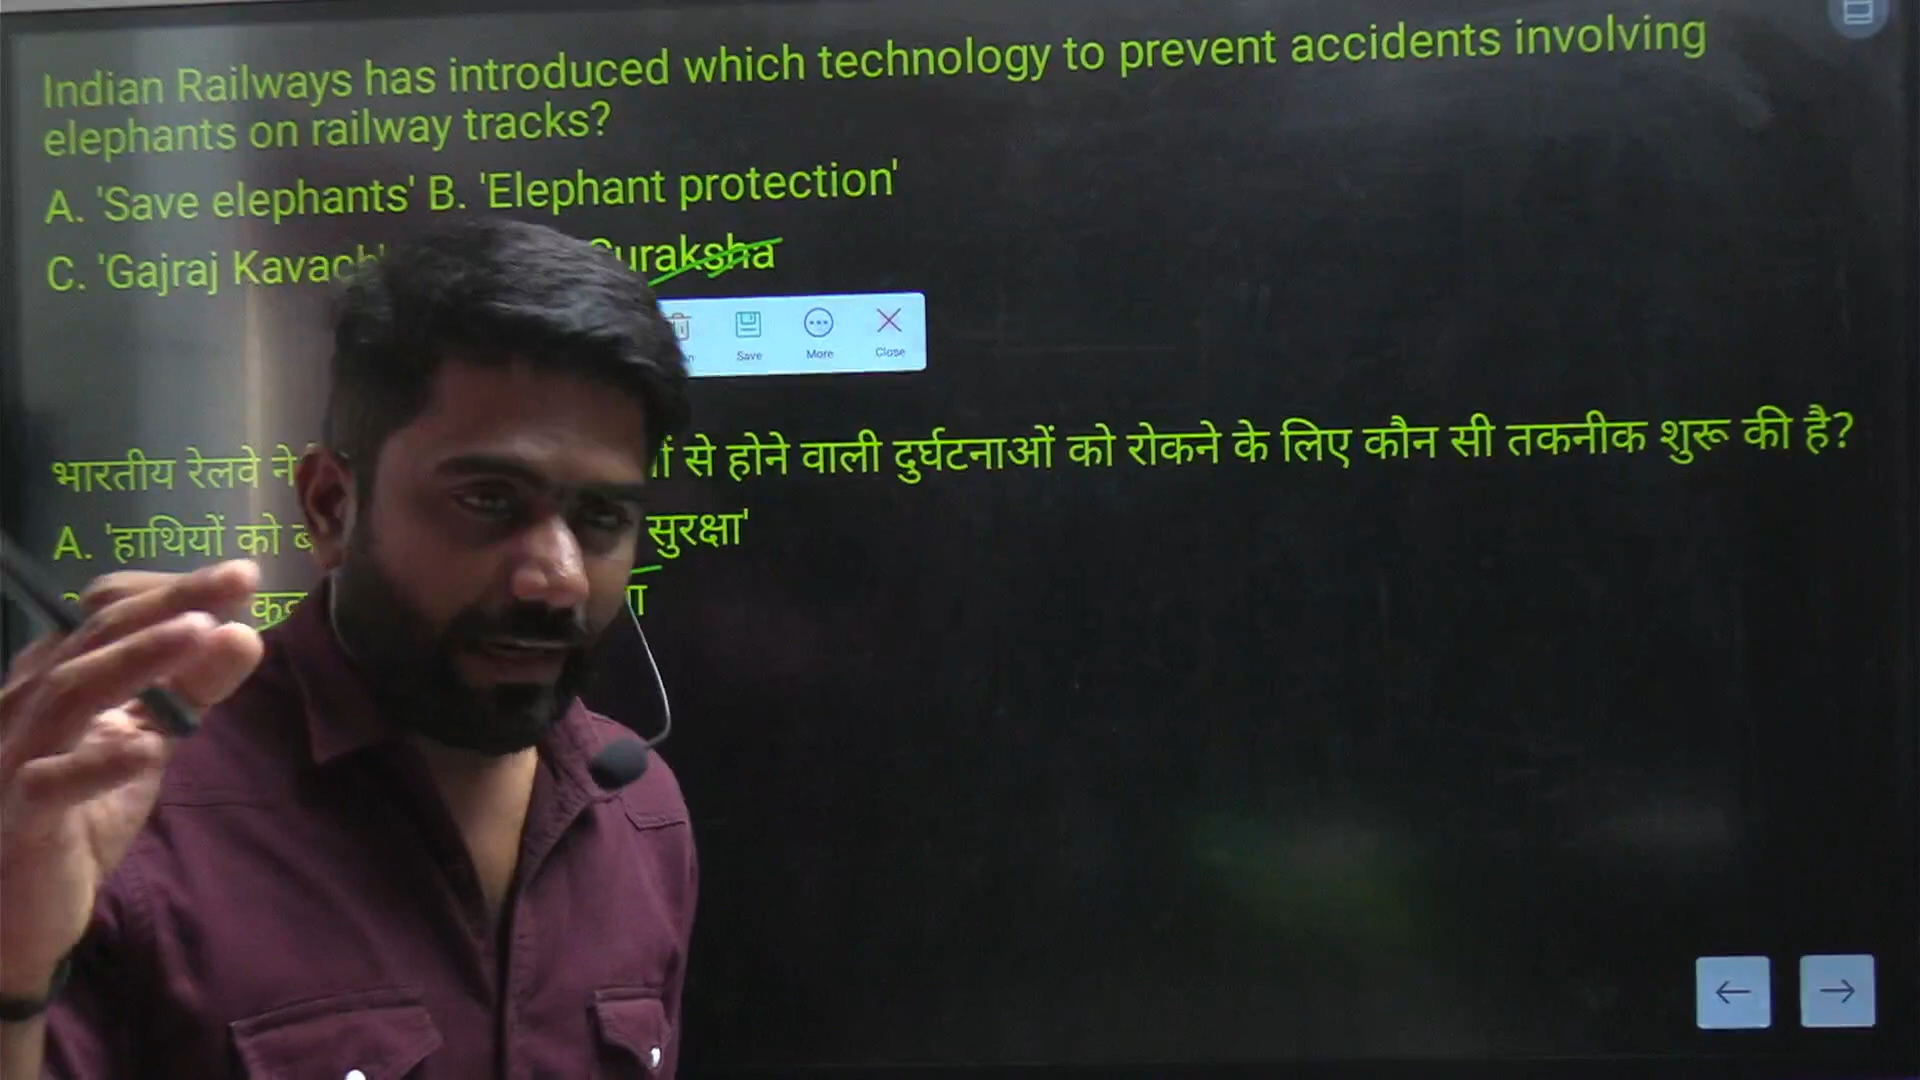 Indian Railways has introduced which technology to prevent accidents involving
elephants on railway tracks?
A. 'Save elephants' B. 'Elephant protection'
C. 'Gajraj Kavach' Suraksha
Save More Close
भारतीय रेलवे ने से होने वाली दुर्घटनाओं को रोकने के लिए कौन सी तकनीक शुरू की है?
A. 'हाथियों को सुरक्षा'